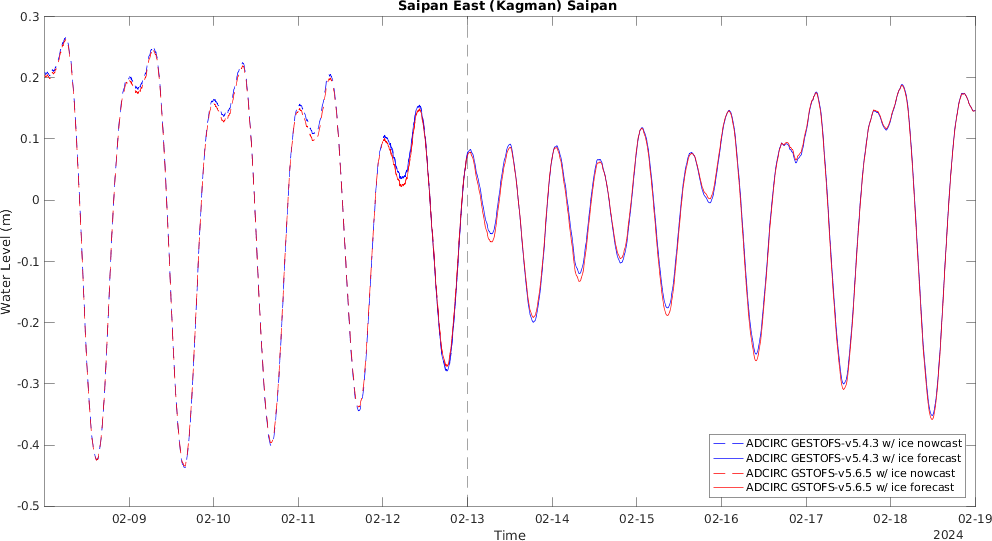 Saipan East (Kagman) Saipan
0.3
0.2
0.1
0
-0.1
-0.2
-0.3
-0.4
-0.5
Water Level (m)
ADCIRC GESTOFS-v5.4.3 w/ ice nowcast
ADCIRC GESTOFS-v5.4.3 w/ ice forecast
ADCIRC GSTOFS-v5.6.5 w/ ice nowcast
ADCIRC GSTOFS-v5.6.5 w/ ice forecast
02-09 02-10 02-11 02-12 02-13 02-14 02-15 02-16 02-17 02-18 02-19
Time
2024